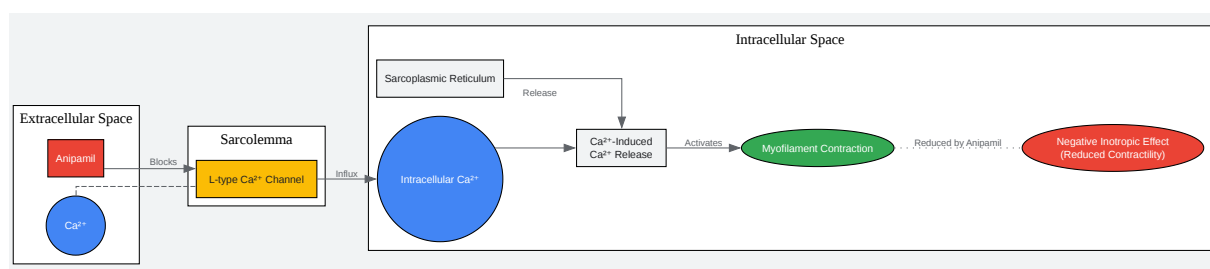 Intracellular Space
Sarcoplasmic Reticulum
Release
Extracellular Space
Sarcolemma
Anipamil
Blocks
L-type Ca²⁺ Channel
Influx
Intracellular Ca²⁺
Ca²⁺-Induced
Ca²⁺ Release
Activates
Myofilament Contraction
Reduced by Anipamil
Negative Inotropic Effect
(Reduced Contractility)
Ca²⁺